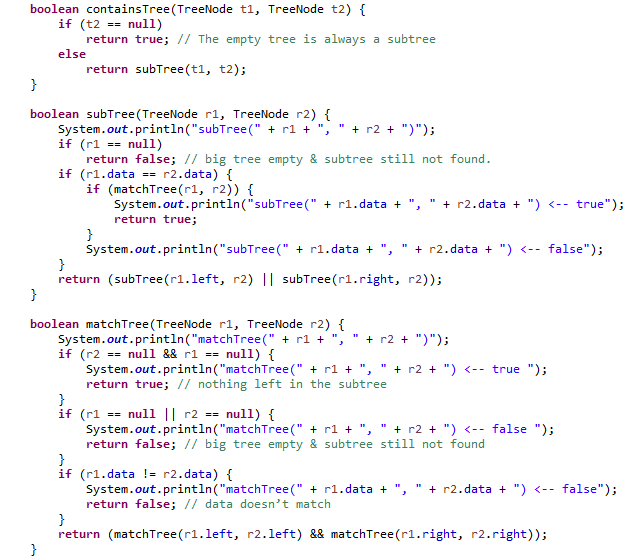 boolean containsTree(TreeNode t1, TreeNode t2) {
    if (t2 == null)
        return true; // The empty tree is always a subtree
    else
        return subTree(t1, t2);
}
boolean subTree(TreeNode r1, TreeNode r2) {
    System.out.println("subTree(" + r1 + ", " + r2 + ")");
    if (r1 == null)
        return false; // big tree empty & subtree still not found.
    if (r1.data == r2.data) {
        if (matchTree(r1, r2)) {
            System.out.println("subTree(" + r1.data + ", " + r2.data + ") <-- true");
            return true;
        }
        System.out.println("subTree(" + r1.data + ", " + r2.data + ") <-- false");
    }
    return (subTree(r1.left, r2) || subTree(r1.right, r2));
}
boolean matchTree(TreeNode r1, TreeNode r2) {
    System.out.println("matchTree(" + r1 + ", " + r2 + ")");
    if (r2 == null && r1 == null) {
        System.out.println("matchTree(" + r1 + ", " + r2 + ") <-- true ");
        return true; // nothing left in the subtree
    }
    if (r1 == null || r2 == null) {
        System.out.println("matchTree(" + r1 + ", " + r2 + ") <-- false ");
        return false; // big tree empty & subtree still not found
    }
    if (r1.data != r2.data) {
        System.out.println("matchTree(" + r1.data + ", " + r2.data + ") <-- false");
        return false; // data doesn’t match
    }
    return (matchTree(r1.left, r2.left) && matchTree(r1.right, r2.right));
}